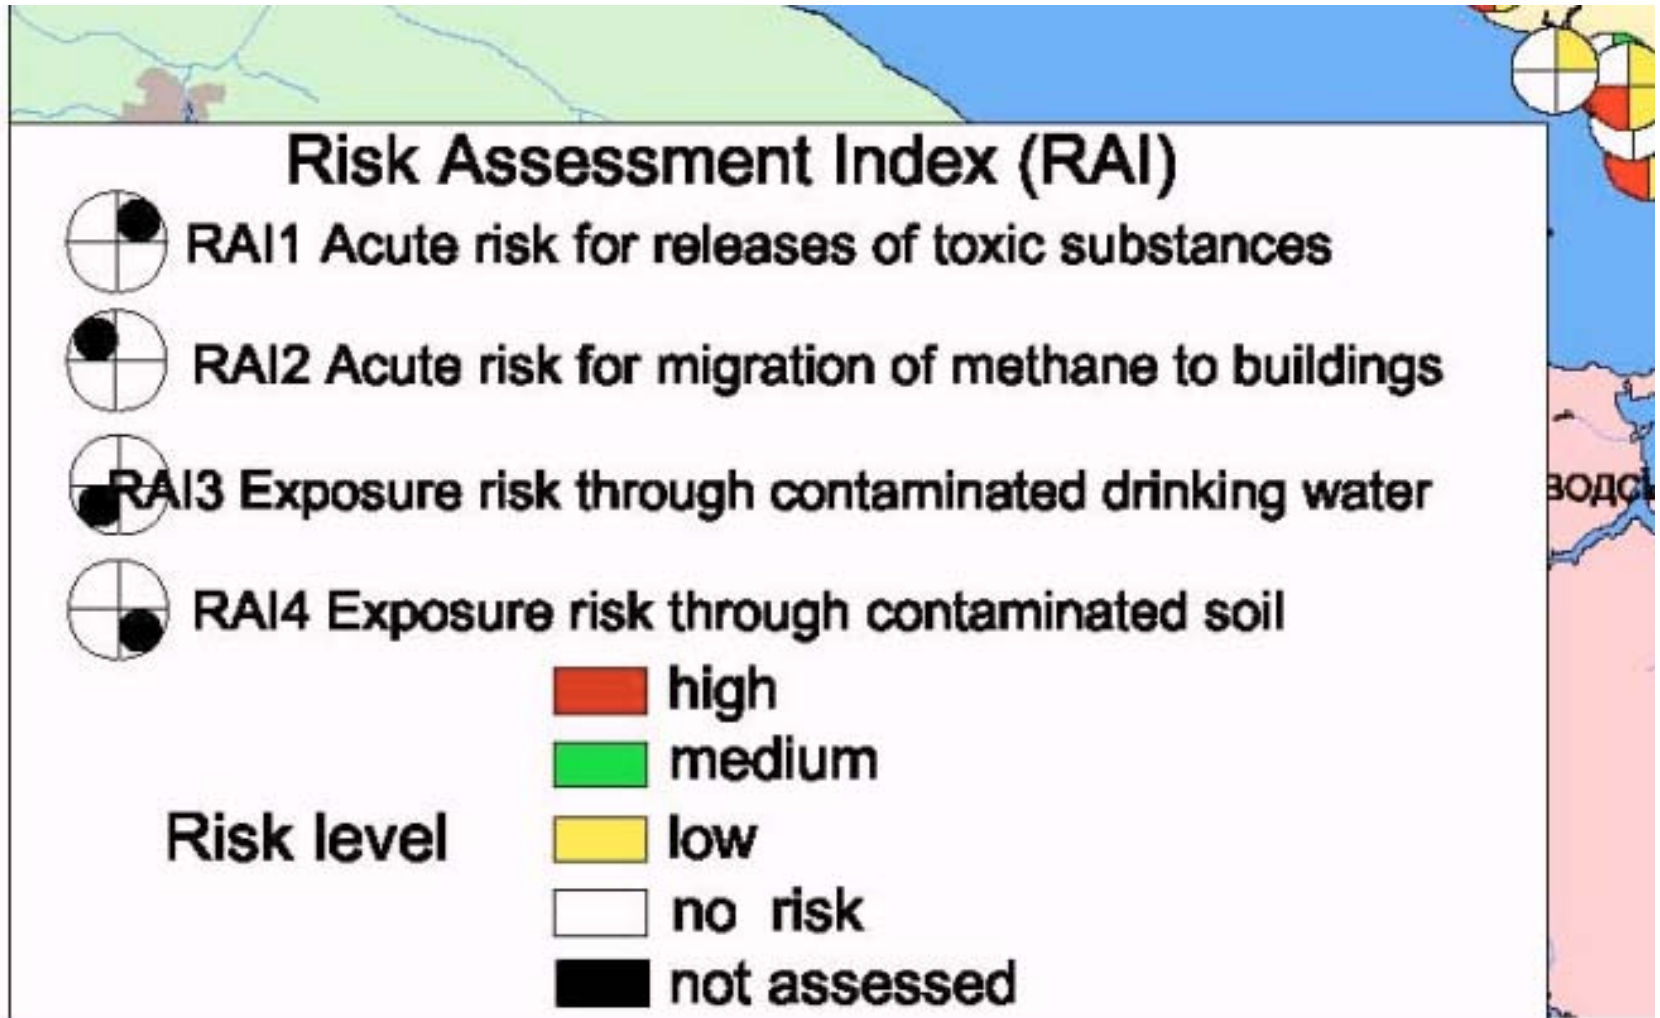 Risk Assessment Index (RAI)
RAI1 Acute risk for releases of toxic substances
RAI2 Acute risk for migration of methane to buildings
RAI3 Exposure risk through contaminated drinking water
RAI4 Exposure risk through contaminated soil
high
medium
Risk level
low
no risk
not assessed